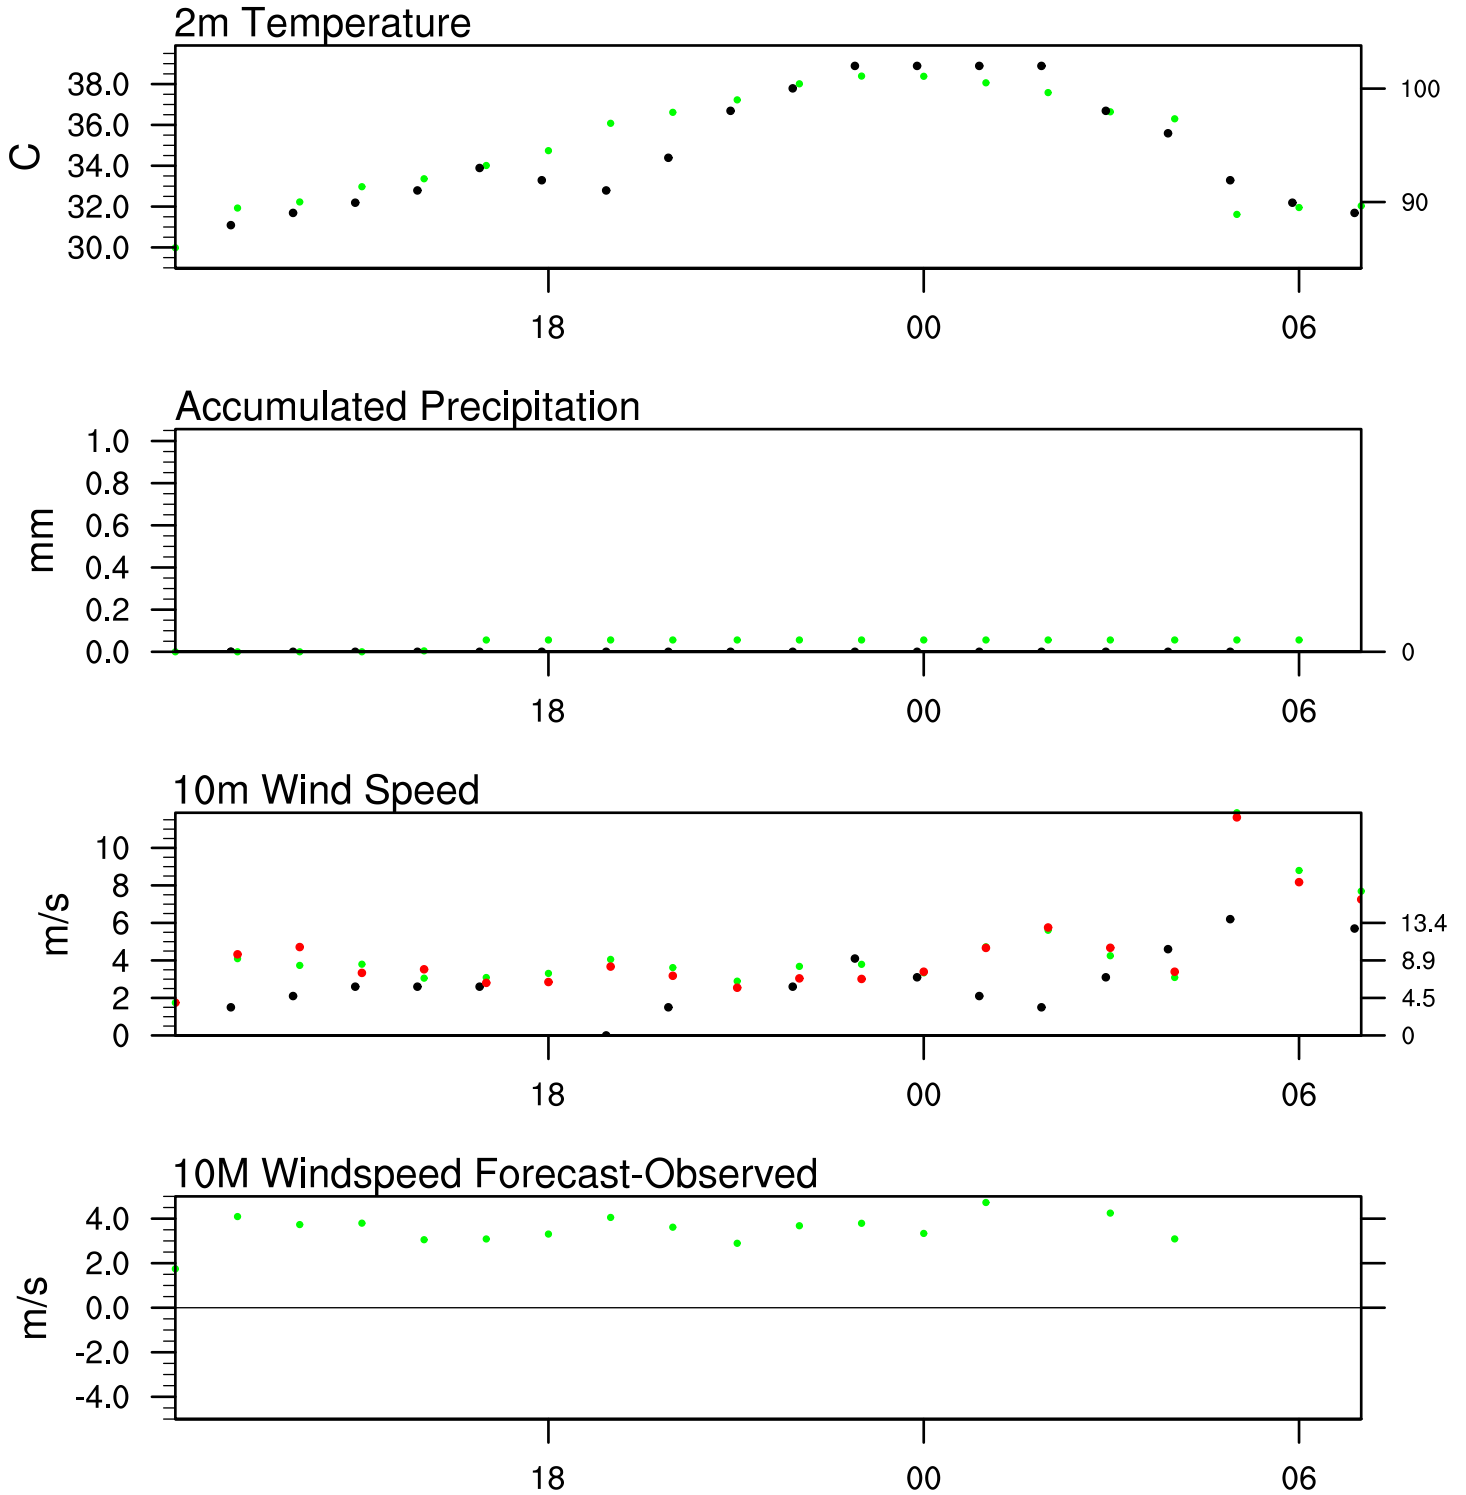 2m Temperature
38.0
36.0
34.0
32.0
30.0
C
100
90
18 00 06
Accumulated Precipitation
1.0
0.8
0.6
0.4
0.2
0.0
mm
0
18 00 06
10m Wind Speed
10
8
6
4
2
0
m/s
13.4
8.9
4.5
0
18 00 06
10M Windspeed Forecast-Observed
4.0
2.0
0.0
-2.0
-4.0
m/s
18 00 06